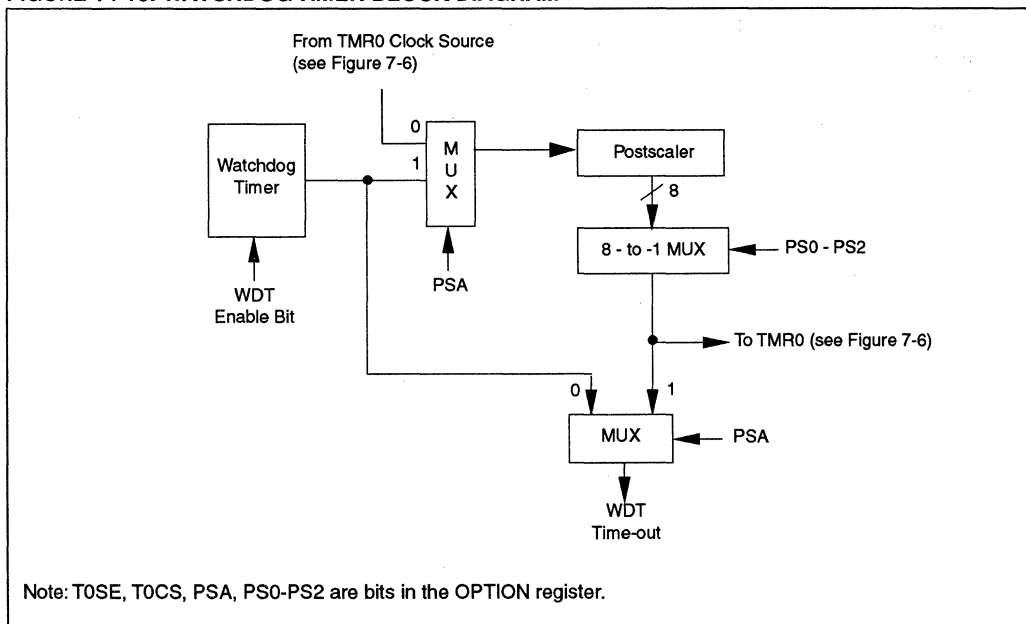 From TMR0 Clock Source
(see Figure 7-6)
0
1
M
U
X
Watchdog
Timer
Postscaler
8
8 - to -1 MUX
PS0 - PS2
PSA
WDT
Enable Bit
To TMR0 (see Figure 7-6)
0
1
MUX
PSA
WDT
Time-out
Note: T0SE, T0CS, PSA, PS0-PS2 are bits in the OPTION register.